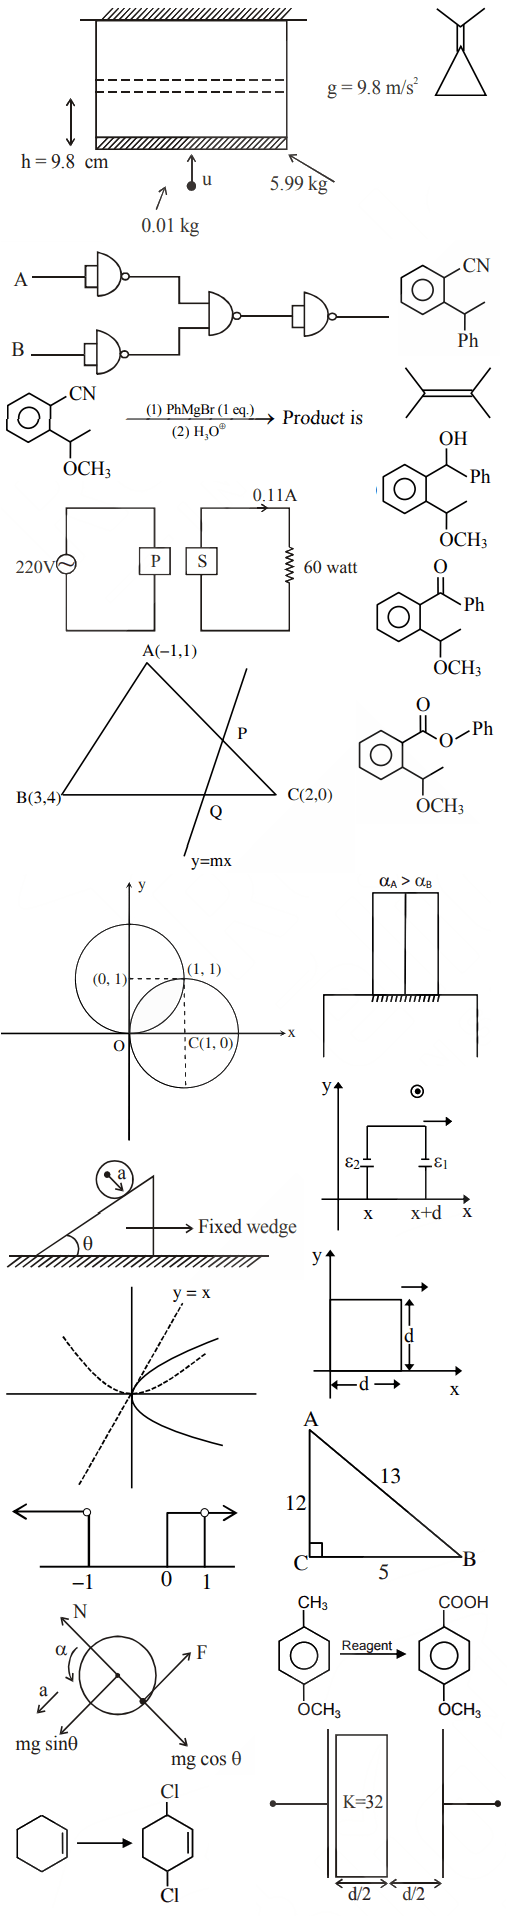 g = 9.8 m/s²
h = 9.8 cm
u
5.99 kg
0.01 kg
A
B
CN
Ph
CN
OCH₃
(1) PhMgBr (1 eq.)
(2) H₃O⊕
Product is
OH
Ph
OCH₃
0.11A
220V
P
S
60 watt
O
Ph
OCH₃
A(−1,1)
P
B(3,4)
C(2,0)
Q
y=mx
O
O
Ph
OCH₃
y
(0, 1)
(1, 1)
O
C(1, 0)
x
αA > αB
y
ε₂
ε₁
x
x+d
x
a
θ
Fixed wedge
y
d
d
x
y = x
A
12
13
C
5
B
−1
0
1
N
α
F
a
mg sinθ
mg cos θ
CH₃
Reagent
COOH
OCH₃
OCH₃
Cl
Cl
K=32
d/2
d/2